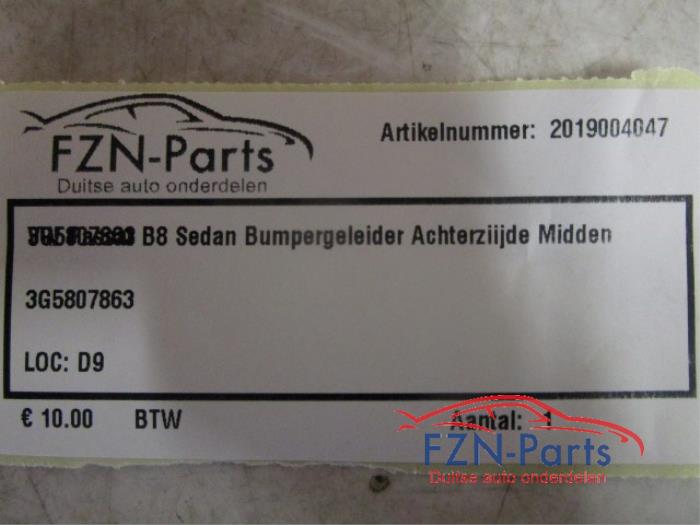 FZN-Parts
Duitse auto onderdelen
Artikelnummer: 2019004047
B8 Sedan Bumpergeleider Achterziijde Midden
3G5807863
LOC: D9
€ 10.00 BTW Aantal: 1
FZN-Parts
Duitse auto onderdelen